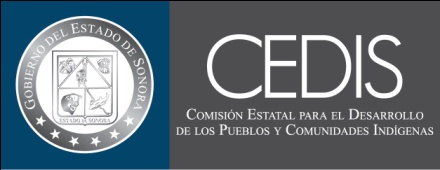 GOBIERNO DEL ESTADO DE SONORA
ESTADO DE SONORA
CEDIS
COMISIÓN ESTATAL PARA EL DESARROLLO
DE LOS PUEBLOS Y COMUNIDADES INDÍGENAS